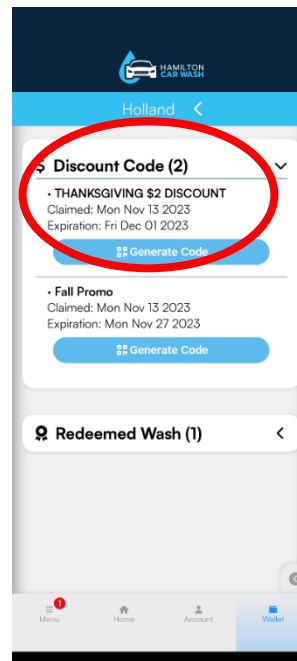 HAMILTON
CAR WASH
Holland
$ Discount Code (2)
· THANKSGIVING $2 DISCOUNT
Claimed: Mon Nov 13 2023
Expiration: Fri Dec 01 2023
Generate Code
· Fall Promo
Claimed: Mon Nov 13 2023
Expiration: Mon Nov 27 2023
Generate Code
Redeemed Wash (1)
1
Menu Home Account Wallet